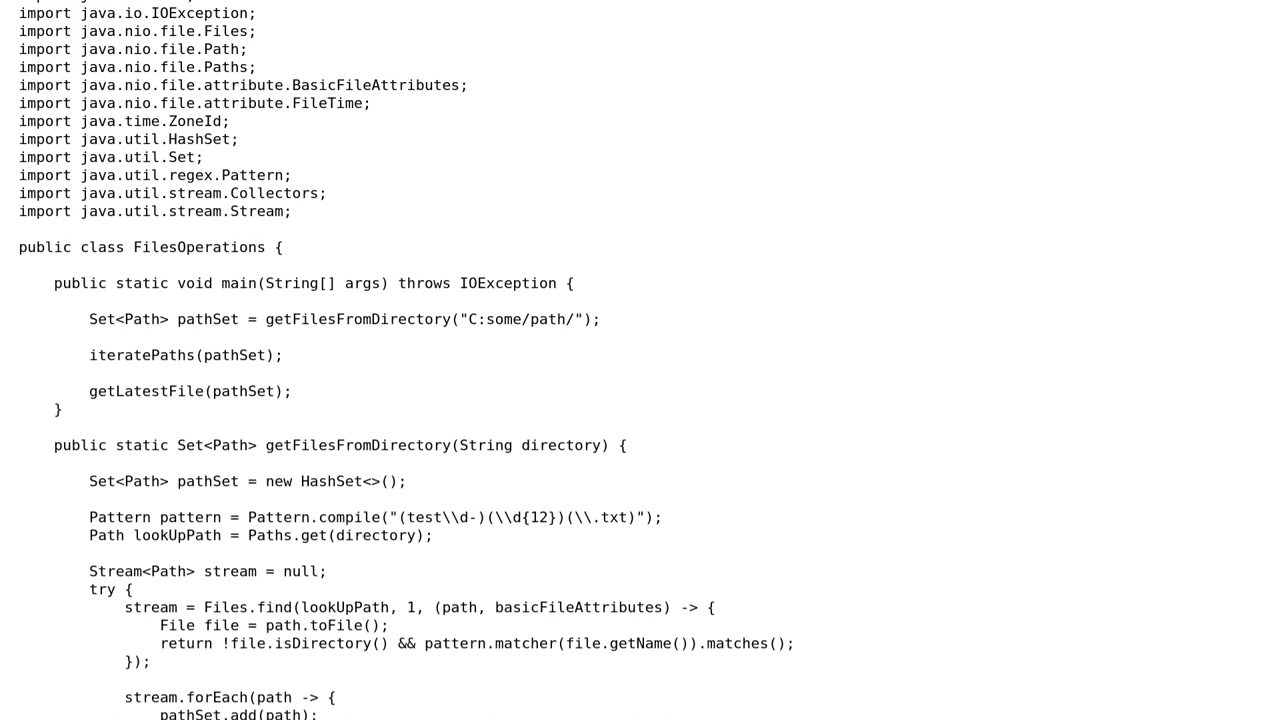 import java.io.IOException;
import java.nio.file.Files;
import java.nio.file.Path;
import java.nio.file.Paths;
import java.nio.file.attribute.BasicFileAttributes;
import java.nio.file.attribute.FileTime;
import java.time.ZoneId;
import java.util.HashSet;
import java.util.Set;
import java.util.regex.Pattern;
import java.util.stream.Collectors;
import java.util.stream.Stream;

public class FilesOperations {

    public static void main(String[] args) throws IOException {

        Set<Path> pathSet = getFilesFromDirectory("C:some/path/");

        iteratePaths(pathSet);

        getLatestFile(pathSet);
    }

    public static Set<Path> getFilesFromDirectory(String directory) {

        Set<Path> pathSet = new HashSet<>();

        Pattern pattern = Pattern.compile("(test\\d-)(\\d{12})(\\.txt)");
        Path lookUpPath = Paths.get(directory);

        Stream<Path> stream = null;
        try {
            stream = Files.find(lookUpPath, 1, (path, basicFileAttributes) -> {
                File file = path.toFile();
                return !file.isDirectory() && pattern.matcher(file.getName()).matches();
            });

            stream.forEach(path -> {
                pathSet.add(path);